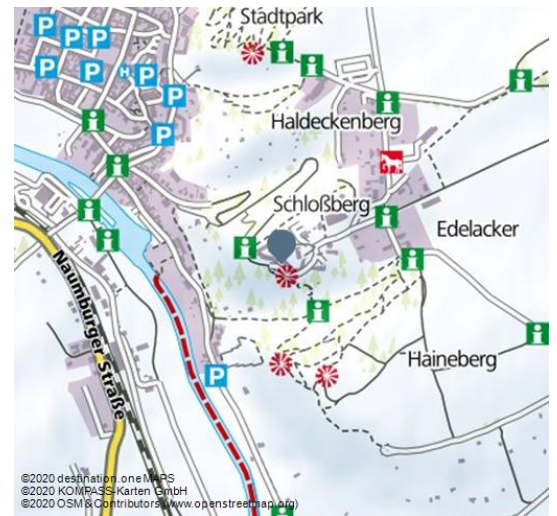 Stadtpark
P
P
P
P
P
H
P
P
P
i
i
i
i
Haldeckenberg
i
i
i
i
Schloßberg
i
Edelacker
i
i
i
i
Haineberg
P
Naumburger Straße
©2020 destination.one MAPS
©2020 KOMPASS-Karten GmbH
©2020 OSM & Contributors (www.openstreetmap.org)
i